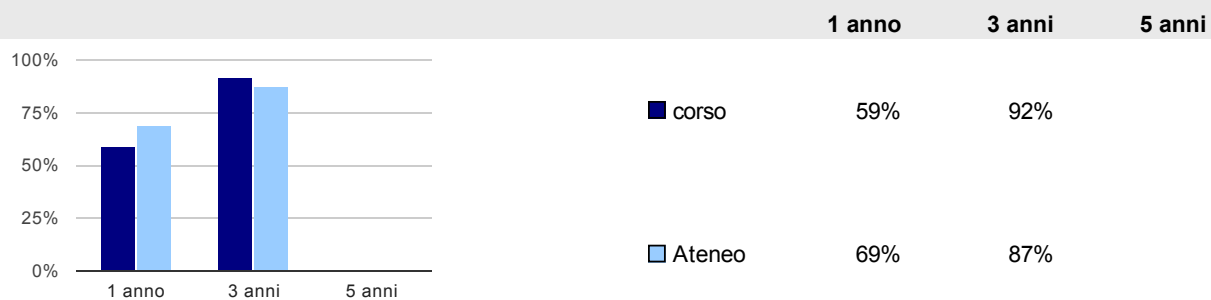 1 anno 3 anni 5 anni
100%
75%
50%
25%
0%
1 anno 3 anni 5 anni
corso 59% 92%
Ateneo 69% 87%